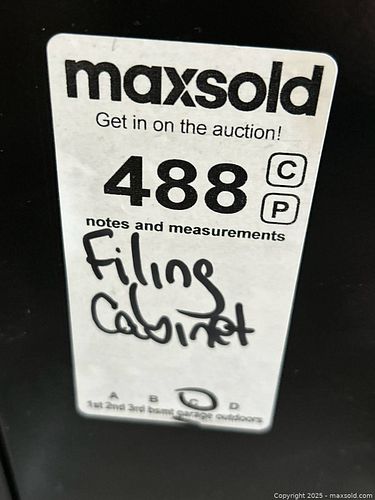 maxsold
Get in on the auction!
488 C
P
notes and measurements
Filing
Cabinet
A B C D
1st 2nd 3rd bsmt garage outdoors
Copyright 2025 - maxsold.com